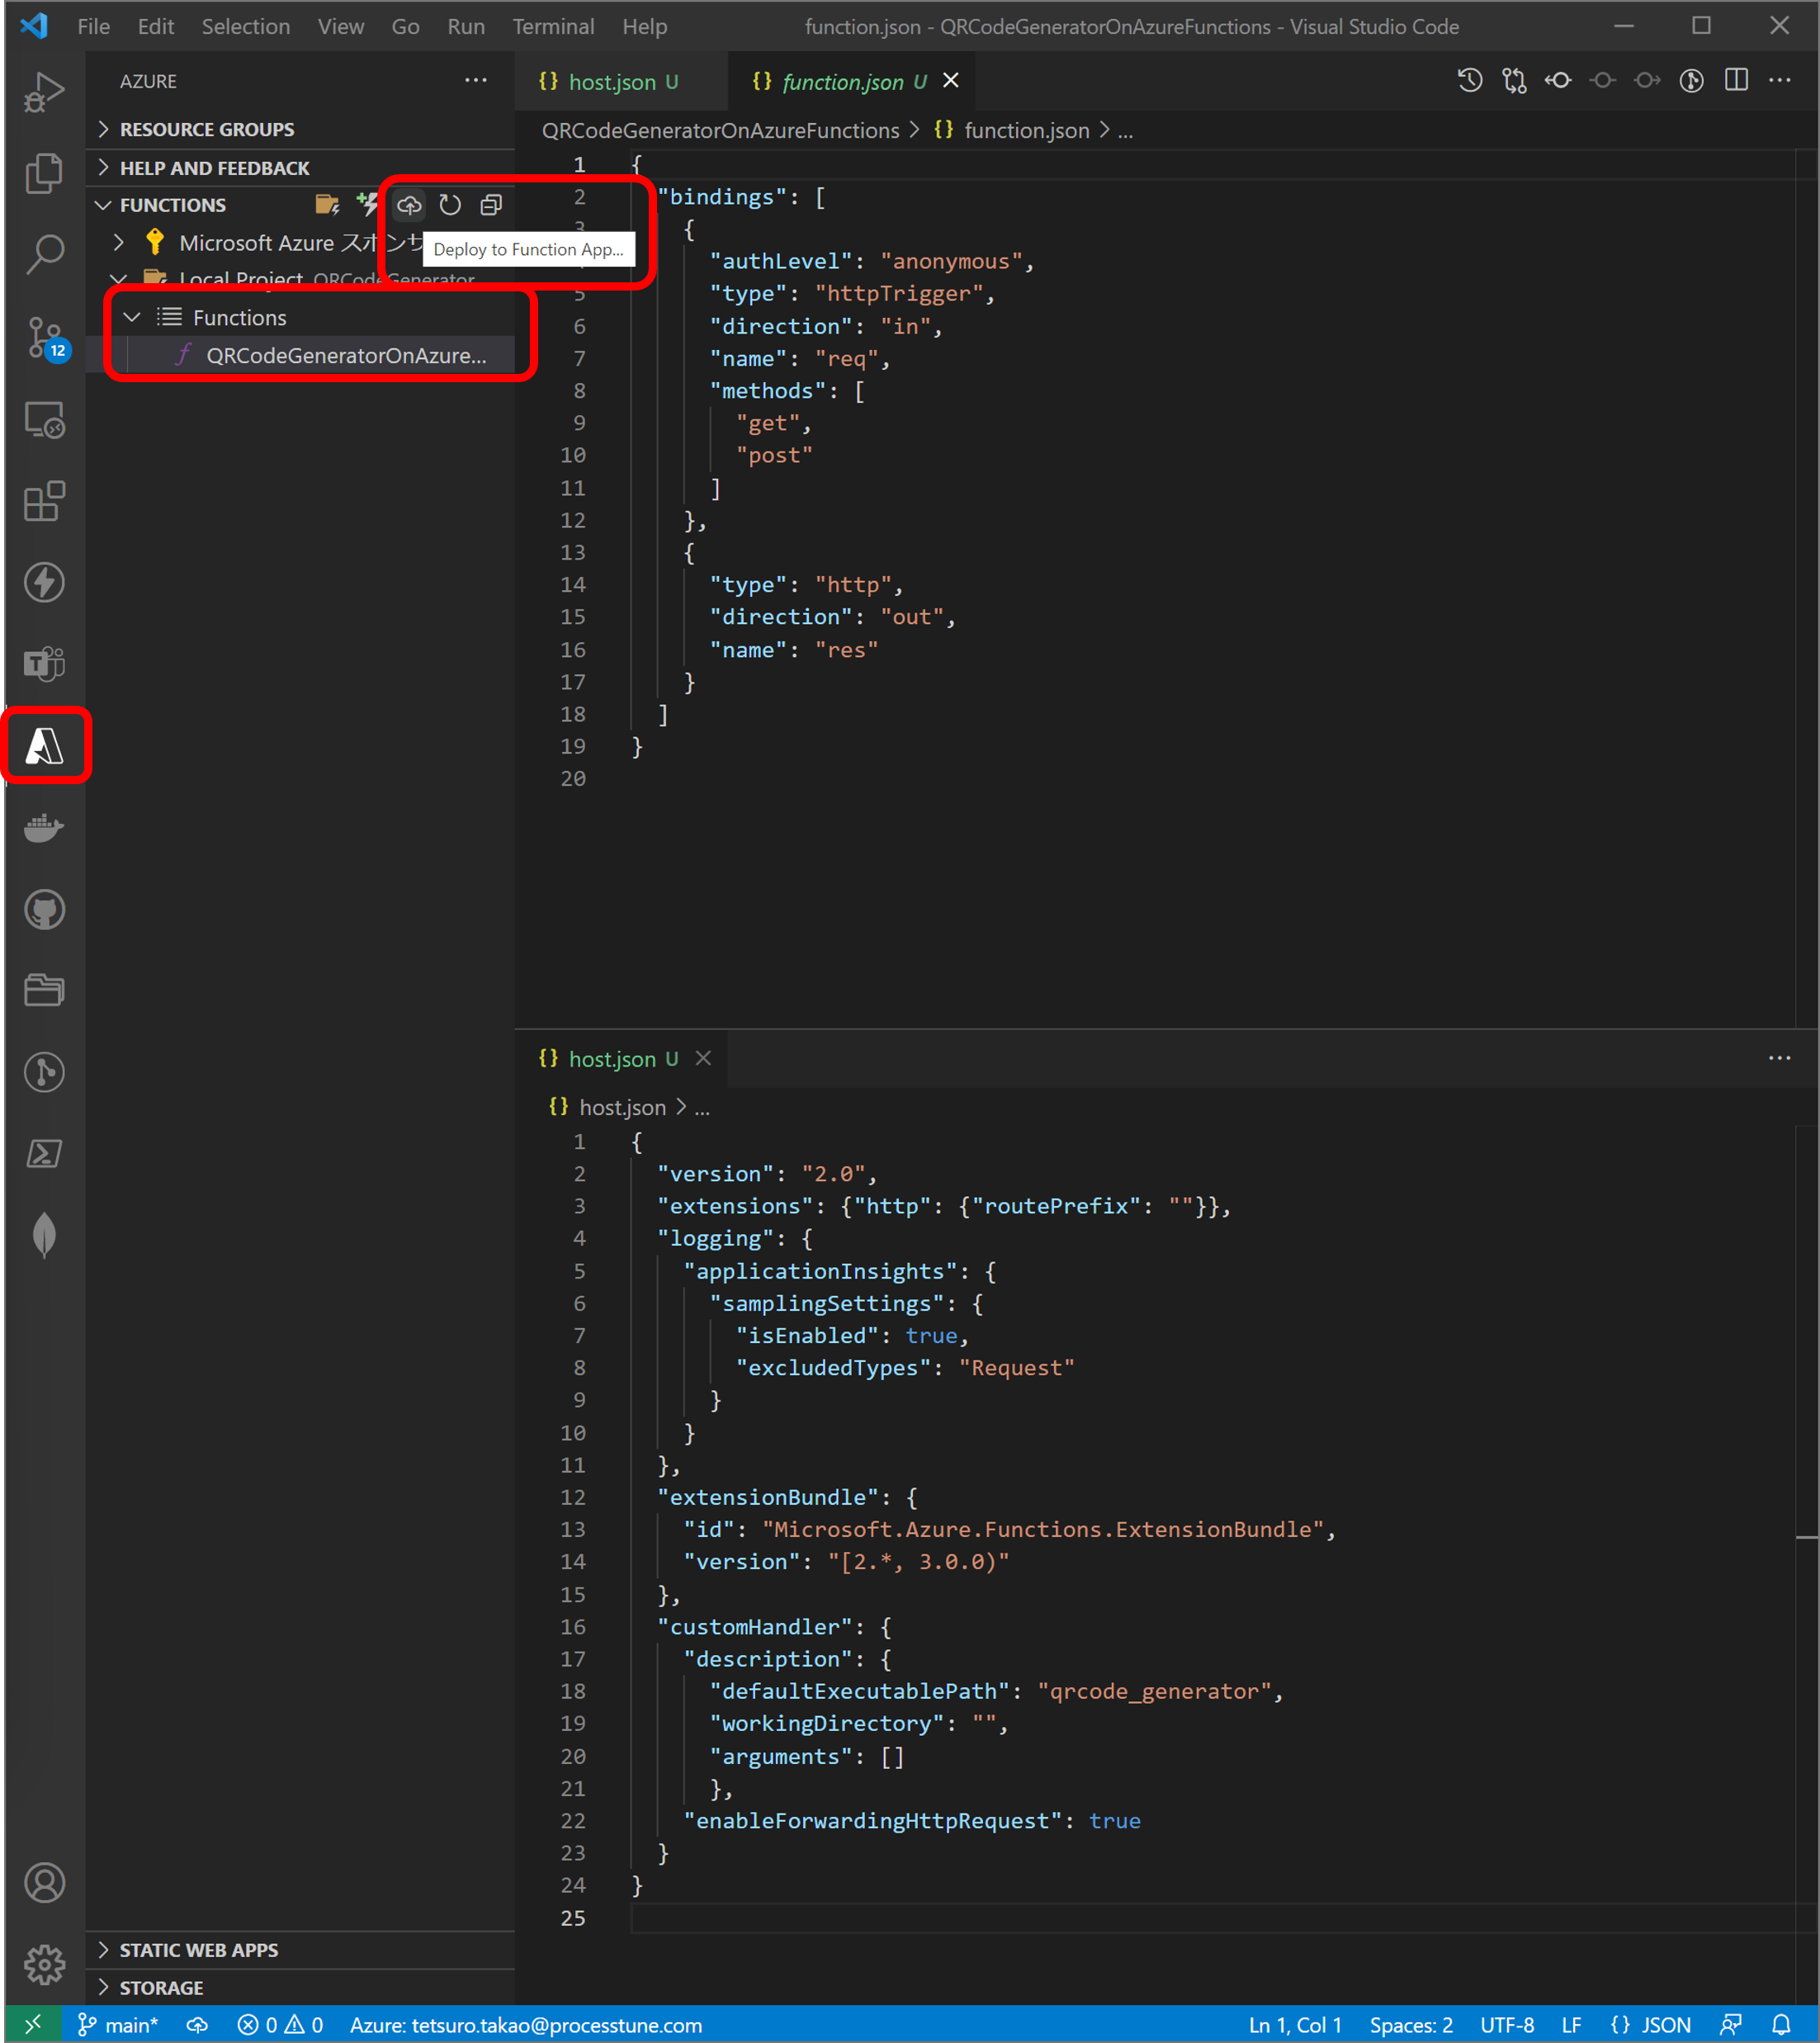 File Edit Selection View Go Run Terminal Help
function.json - QRCodeGeneratorOnAzureFunctions - Visual Studio Code
AZURE
RESOURCE GROUPS
HELP AND FEEDBACK
FUNCTIONS
Microsoft Azure スポンサ
Deploy to Function App...
Local Project QRCodeGenerator
Functions
QRCodeGeneratorOnAzure...
12
STATIC WEB APPS
STORAGE
{} host.json U
{} function.json U
QRCodeGeneratorOnAzureFunctions > {} function.json > ...
1 {
2 "bindings": [
3 {
"authLevel": "anonymous",
5 "type": "httpTrigger",
6 "direction": "in",
7 "name": "req",
8 "methods": [
9 "get",
10 "post"
11 ]
12 },
13 {
14 "type": "http",
15 "direction": "out",
16 "name": "res"
17 }
18 ]
19 }
20
{} host.json U
{} host.json > ...
1 {
2 "version": "2.0",
3 "extensions": {"http": {"routePrefix": ""}},
4 "logging": {
5 "applicationInsights": {
6 "samplingSettings": {
7 "isEnabled": true,
8 "excludedTypes": "Request"
9 }
10 }
11 },
12 "extensionBundle": {
13 "id": "Microsoft.Azure.Functions.ExtensionBundle",
14 "version": "[2.*, 3.0.0)"
15 },
16 "customHandler": {
17 "description": {
18 "defaultExecutablePath": "qrcode_generator",
19 "workingDirectory": "",
20 "arguments": []
21 },
22 "enableForwardingHttpRequest": true
23 }
24 }
25
main* 0 0 Azure: tetsuro.takao@processtune.com Ln 1, Col 1 Spaces: 2 UTF-8 LF {} JSON